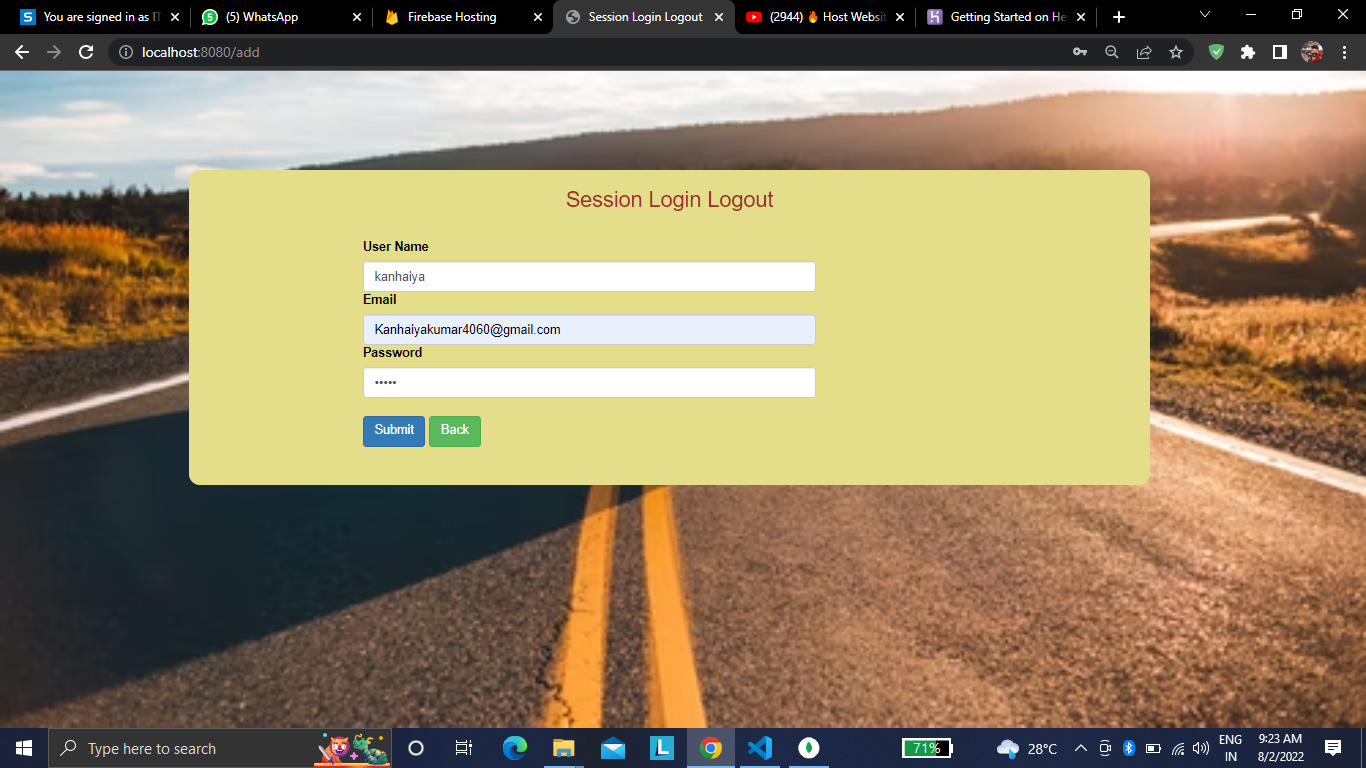 You are signed in as IT
(5) WhatsApp
Firebase Hosting
Session Login Logout
(2944) 🔥 Host Websit
Getting Started on He
localhost:8080/add
Session Login Logout
User Name
kanhaiya
Email
Kanhaiyakumar4060@gmail.com
Password
•••••
Submit Back
Type here to search
71%
28°C
ENG
IN
9:23 AM
8/2/2022